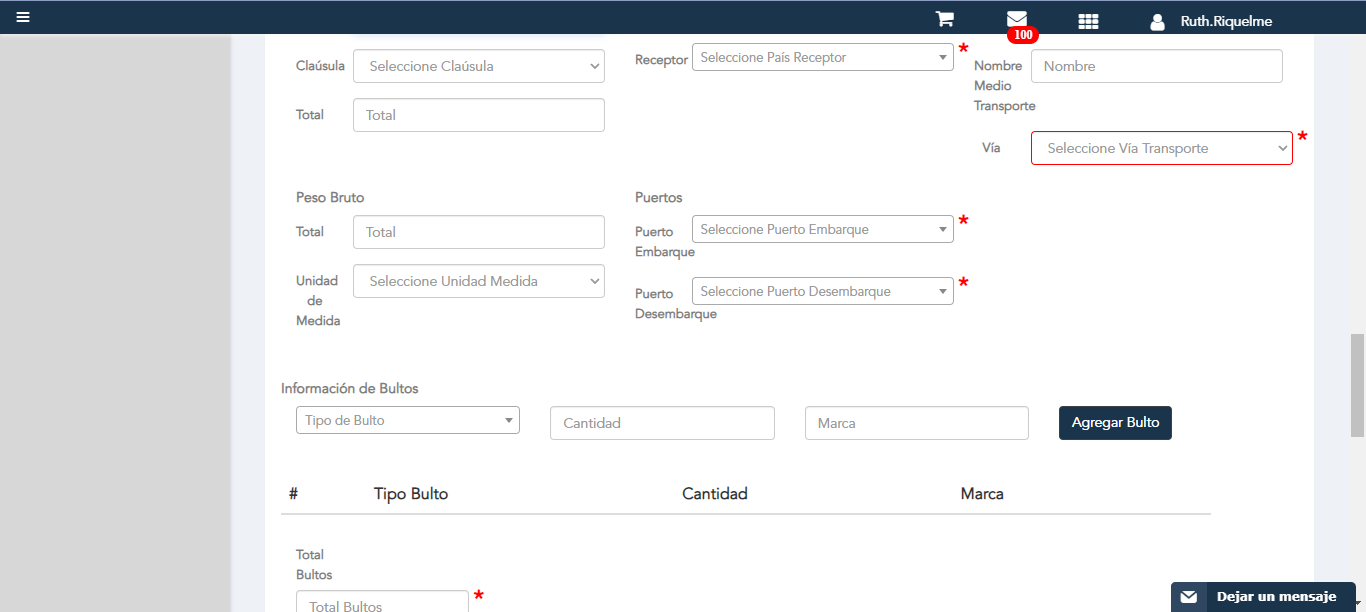 Ruth.Riquelme
100
Claúsula
Seleccione Claúsula
Total
Total
Receptor
Seleccione País Receptor
*
Nombre
Medio
Transporte
Nombre
Vía
Seleccione Vía Transporte
*
Peso Bruto
Total
Total
Unidad
de
Medida
Seleccione Unidad Medida
Puertos
Puerto
Embarque
Seleccione Puerto Embarque
*
Puerto
Desembarque
Seleccione Puerto Desembarque
*
Información de Bultos
Tipo de Bulto
Cantidad
Marca
Agregar Bulto
# Tipo Bulto Cantidad Marca
Total
Bultos
Total Bultos
*
Dejar un mensaje